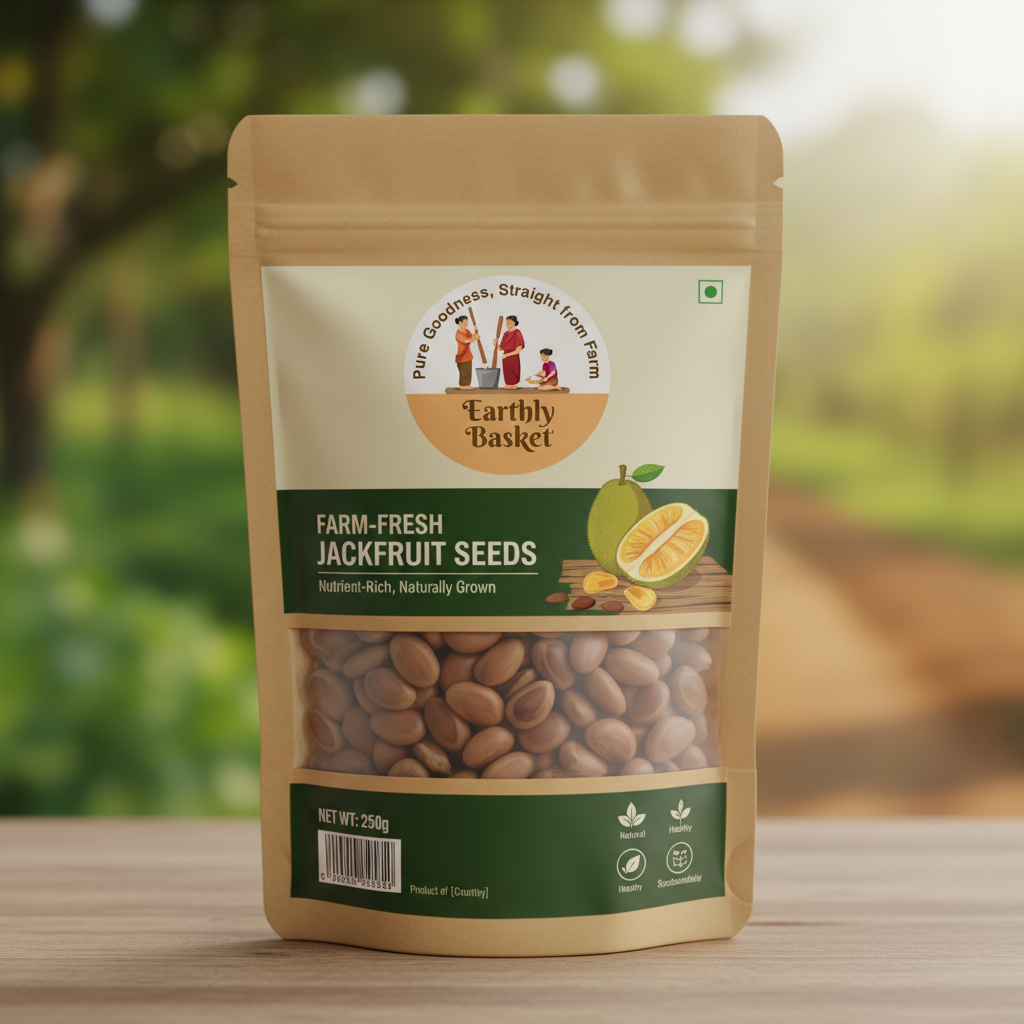 Pure Goodness, Straight from Farm
Earthly
Basket
FARM-FRESH
JACKFRUIT SEEDS
Nutrient-Rich, Naturally Grown
NET WT: 250g
Product of [Country]
Natural
Healthy
Healthy